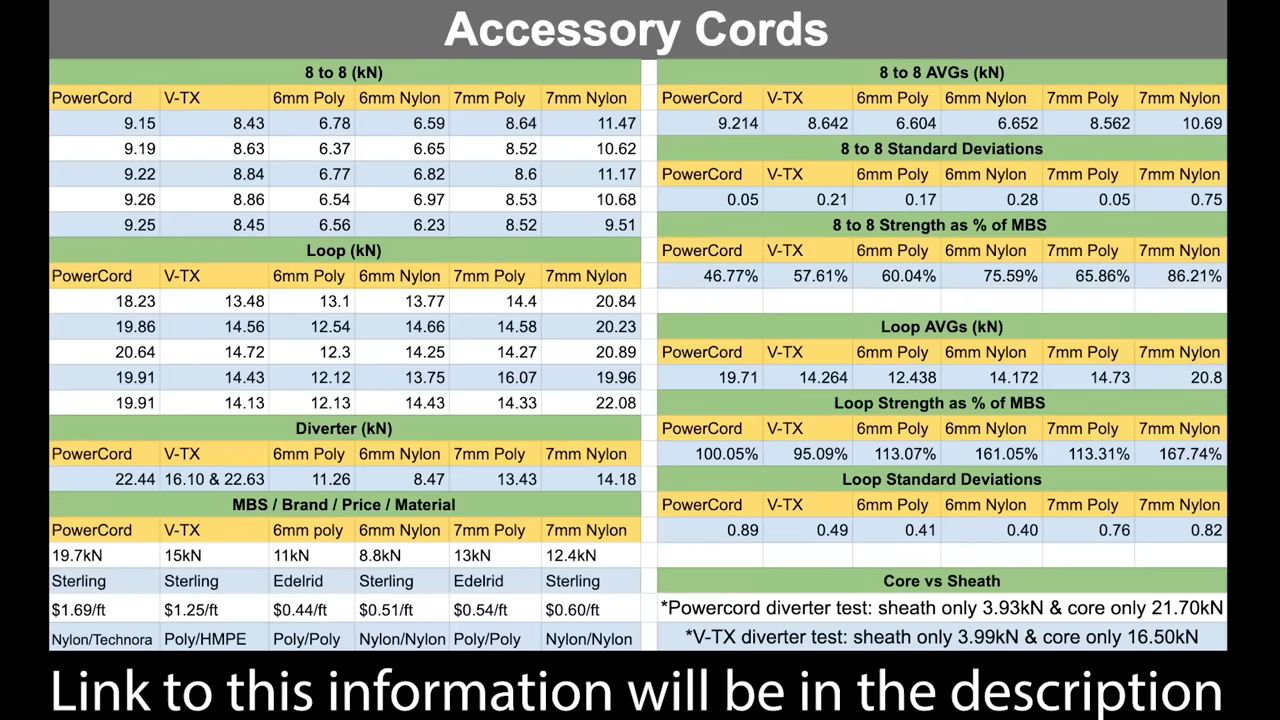 Accessory Cords
8 to 8 (kN)
PowerCord V-TX 6mm Poly 6mm Nylon 7mm Poly 7mm Nylon
9.15 8.43 6.78 6.59 8.64 11.47
9.19 8.63 6.37 6.65 8.52 10.62
9.22 8.84 6.77 6.82 8.6 11.17
9.26 8.86 6.54 6.97 8.53 10.68
9.25 8.45 6.56 6.23 8.52 9.51
Loop (kN)
PowerCord V-TX 6mm Poly 6mm Nylon 7mm Poly 7mm Nylon
18.23 13.48 13.1 13.77 14.4 20.84
19.86 14.56 12.54 14.66 14.58 20.23
20.64 14.72 12.3 14.25 14.27 20.89
19.91 14.43 12.12 13.75 16.07 19.96
19.91 14.13 12.13 14.43 14.33 22.08
Diverter (kN)
PowerCord V-TX 6mm Poly 6mm Nylon 7mm Poly 7mm Nylon
22.44 16.10 & 22.63 11.26 8.47 13.43 14.18
MBS / Brand / Price / Material
PowerCord V-TX 6mm poly 6mm Nylon 7mm Poly 7mm Nylon
19.7kN 15kN 11kN 8.8kN 13kN 12.4kN
Sterling Sterling Edelrid Sterling Edelrid Sterling
$1.69/ft $1.25/ft $0.44/ft $0.51/ft $0.54/ft $0.60/ft
Nylon/Technora Poly/HMPE Poly/Poly Nylon/Nylon Poly/Poly Nylon/Nylon
8 to 8 AVGs (kN)
PowerCord V-TX 6mm Poly 6mm Nylon 7mm Poly 7mm Nylon
9.214 8.642 6.604 6.652 8.562 10.69
8 to 8 Standard Deviations
PowerCord V-TX 6mm Poly 6mm Nylon 7mm Poly 7mm Nylon
0.05 0.21 0.17 0.28 0.05 0.75
8 to 8 Strength as % of MBS
PowerCord V-TX 6mm Poly 6mm Nylon 7mm Poly 7mm Nylon
46.77% 57.61% 60.04% 75.59% 65.86% 86.21%
Loop AVGs (kN)
PowerCord V-TX 6mm Poly 6mm Nylon 7mm Poly 7mm Nylon
19.71 14.264 12.438 14.172 14.73 20.8
Loop Strength as % of MBS
PowerCord V-TX 6mm Poly 6mm Nylon 7mm Poly 7mm Nylon
100.05% 95.09% 113.07% 161.05% 113.31% 167.74%
Loop Standard Deviations
PowerCord V-TX 6mm Poly 6mm Nylon 7mm Poly 7mm Nylon
0.89 0.49 0.41 0.40 0.76 0.82
Core vs Sheath
*Powercord diverter test: sheath only 3.93kN & core only 21.70kN
*V-TX diverter test: sheath only 3.99kN & core only 16.50kN
Link to this information will be in the description